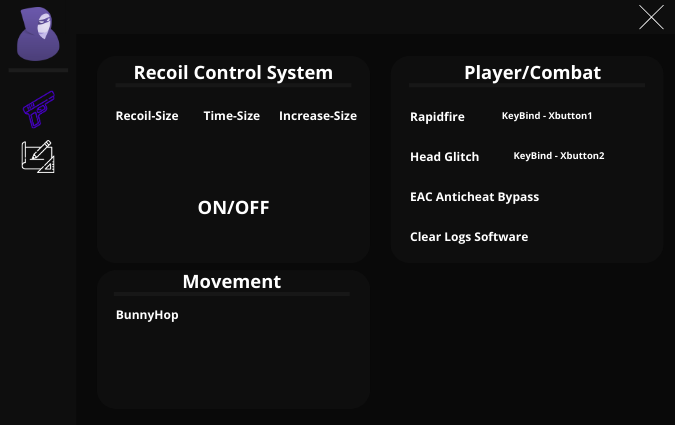 Recoil Control System
Recoil-Size Time-Size Increase-Size
ON/OFF
Player/Combat
Rapidfire KeyBind - Xbutton1
Head Glitch KeyBind - Xbutton2
EAC Anticheat Bypass
Clear Logs Software
Movement
BunnyHop